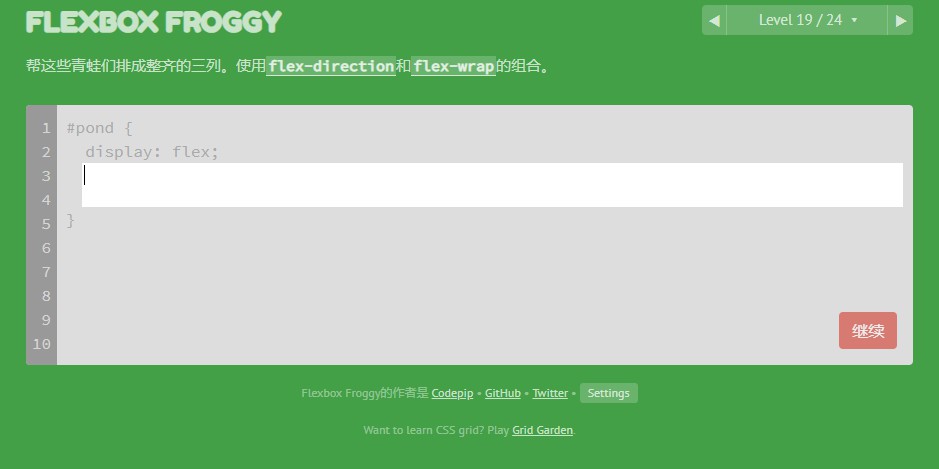 FLEXBOX FROGGY
◀ Level 19 / 24 ▼ ▶
帮这些青蛙们排成整齐的三列。使用flex-direction和flex-wrap的组合。
1 #pond {
2 display: flex;
3
4
5 }
6
7
8
9
10
继续
Flexbox Froggy的作者是 Codepip • GitHub • Twitter • Settings
Want to learn CSS grid? Play Grid Garden.